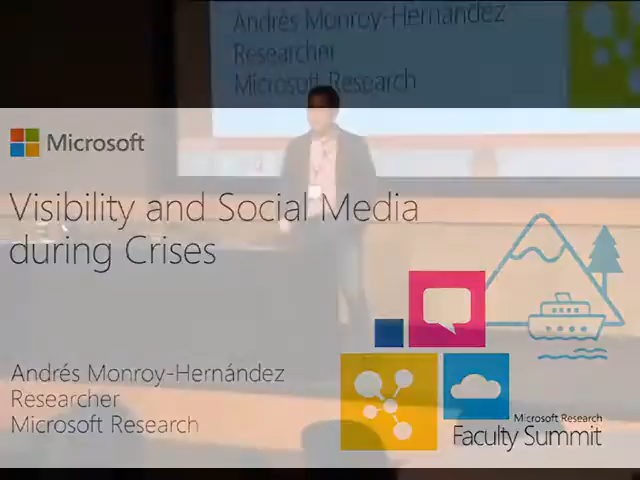 Andrés Monroy-Hernández
Researcher
Microsoft Research
Microsoft
Visibility and Social Media
during Crises
Andrés Monroy-Hernández
Researcher
Microsoft Research
Microsoft Research
Faculty Summit